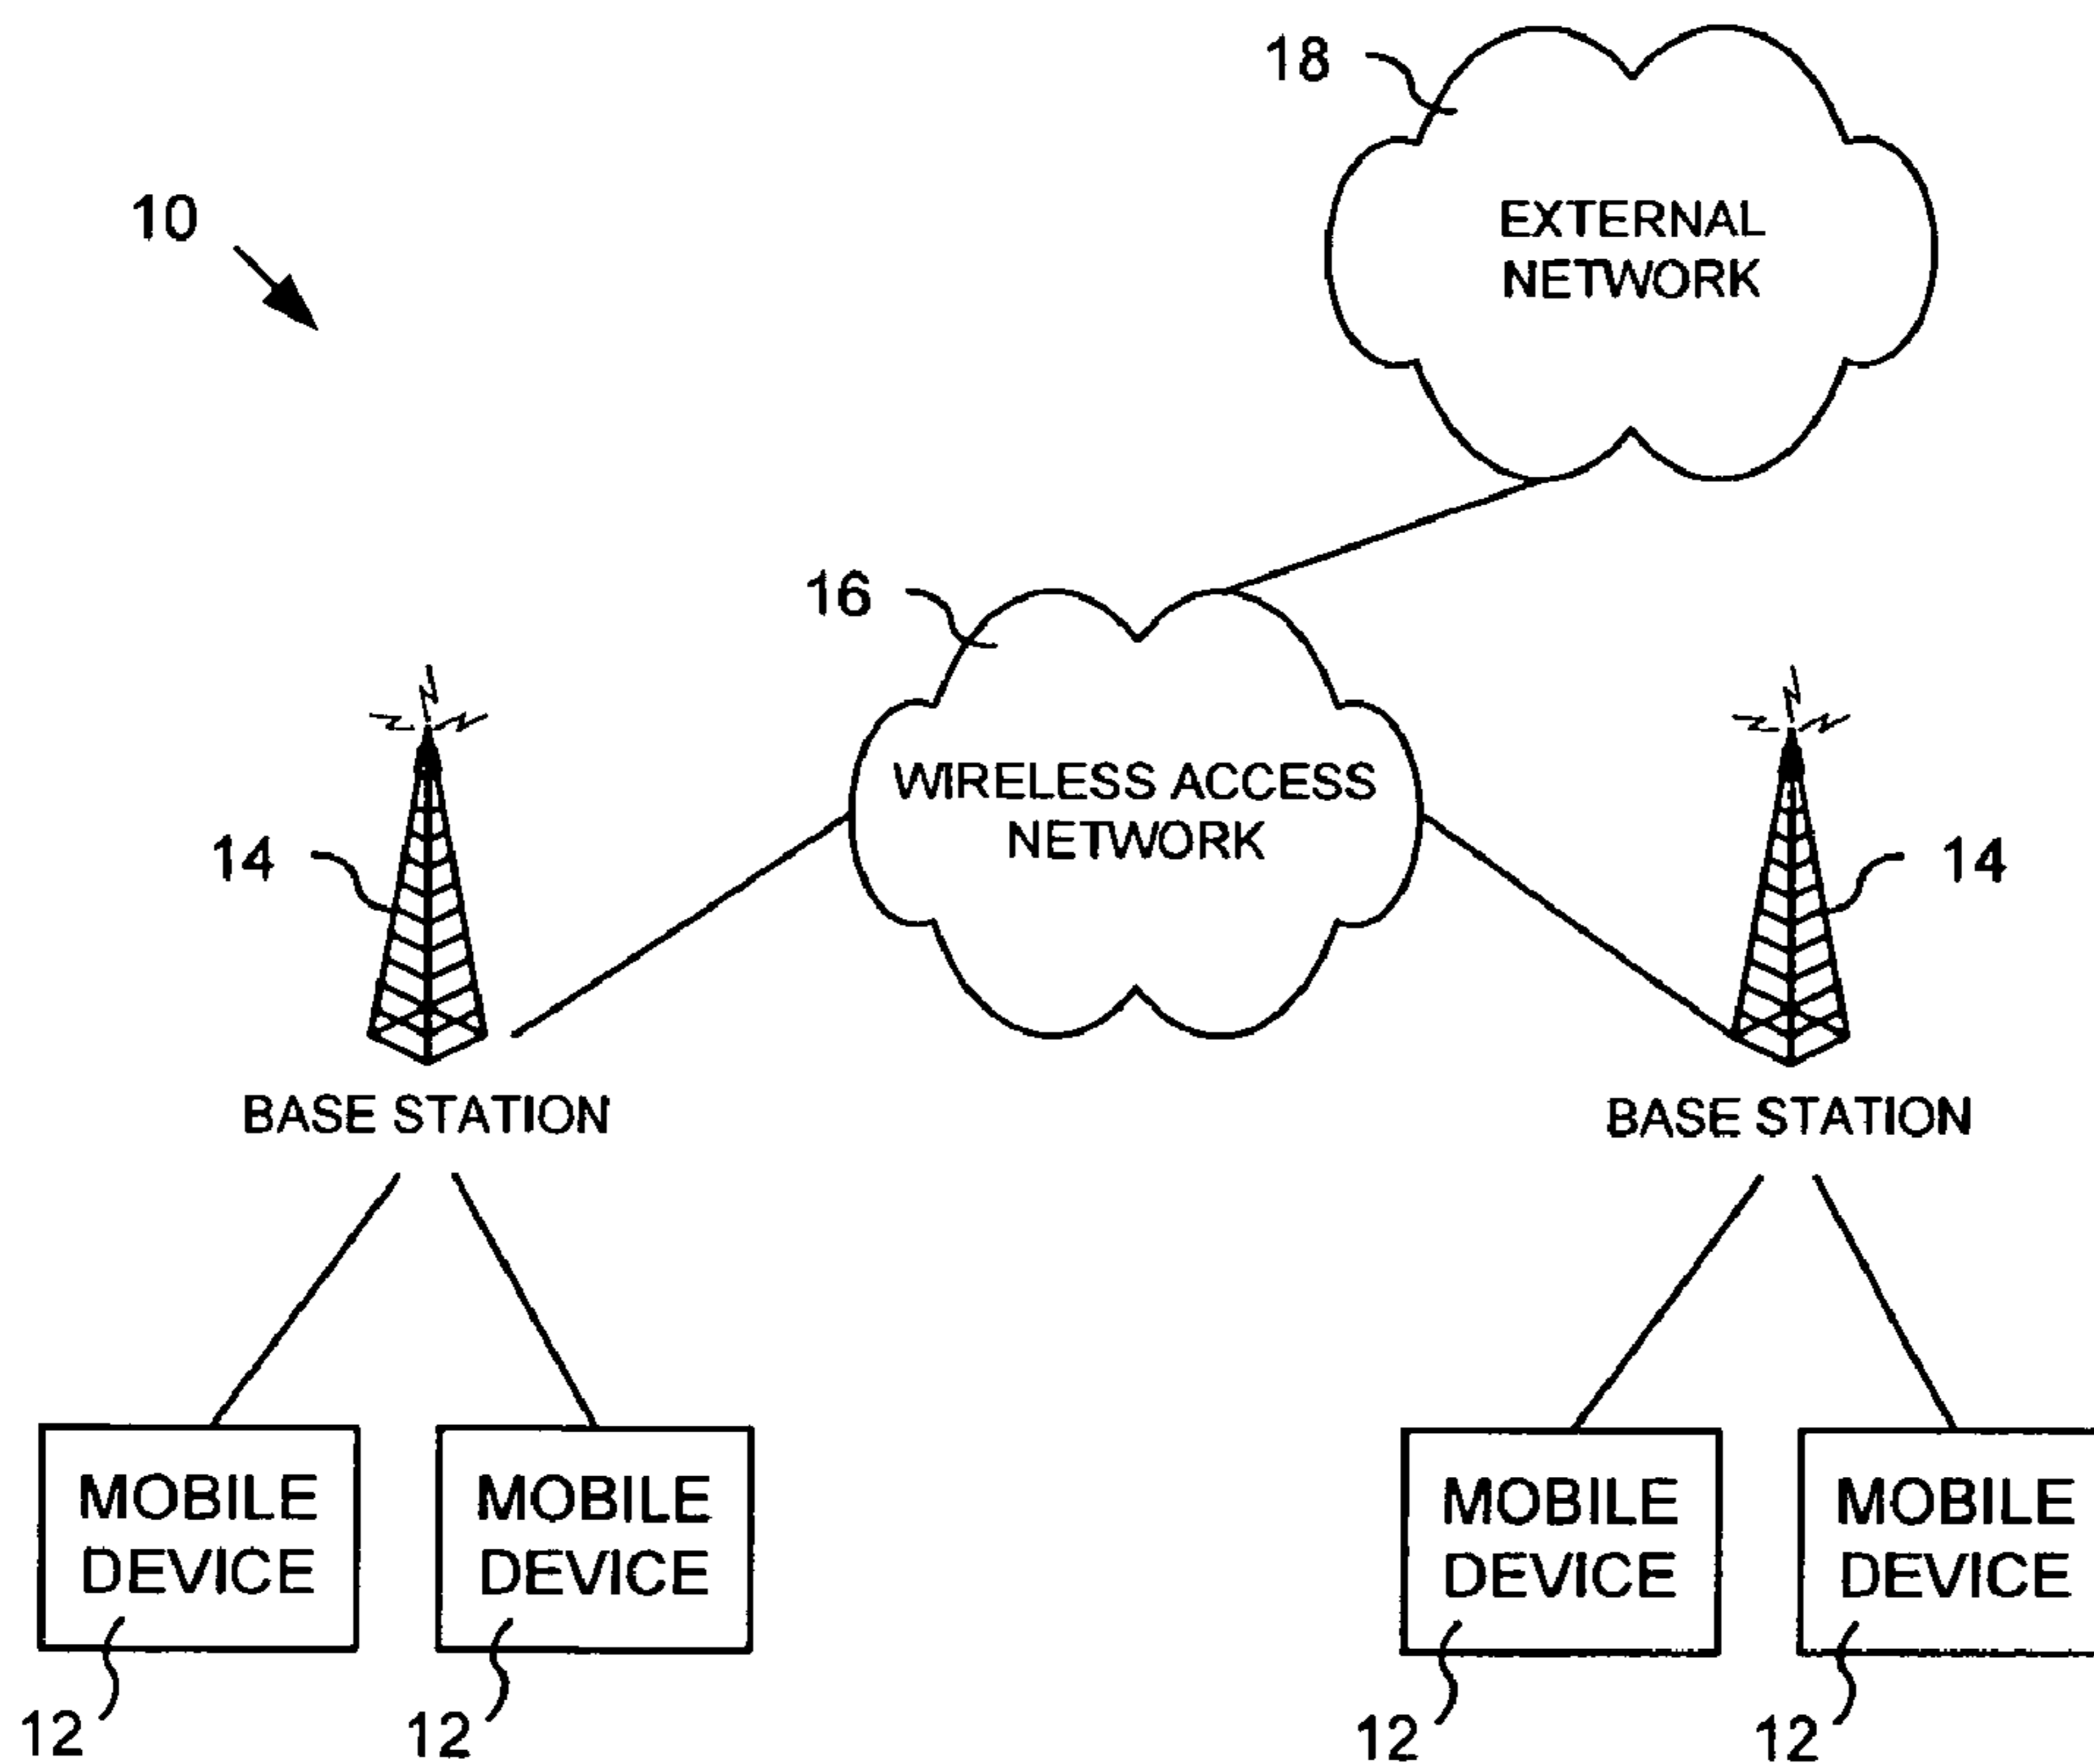 18
EXTERNAL
NETWORK
10
16
WIRELESS ACCESS
NETWORK
14
14
BASE STATION
BASE STATION
MOBILE
DEVICE
MOBILE
DEVICE
MOBILE
DEVICE
MOBILE
DEVICE
12
12
12
12